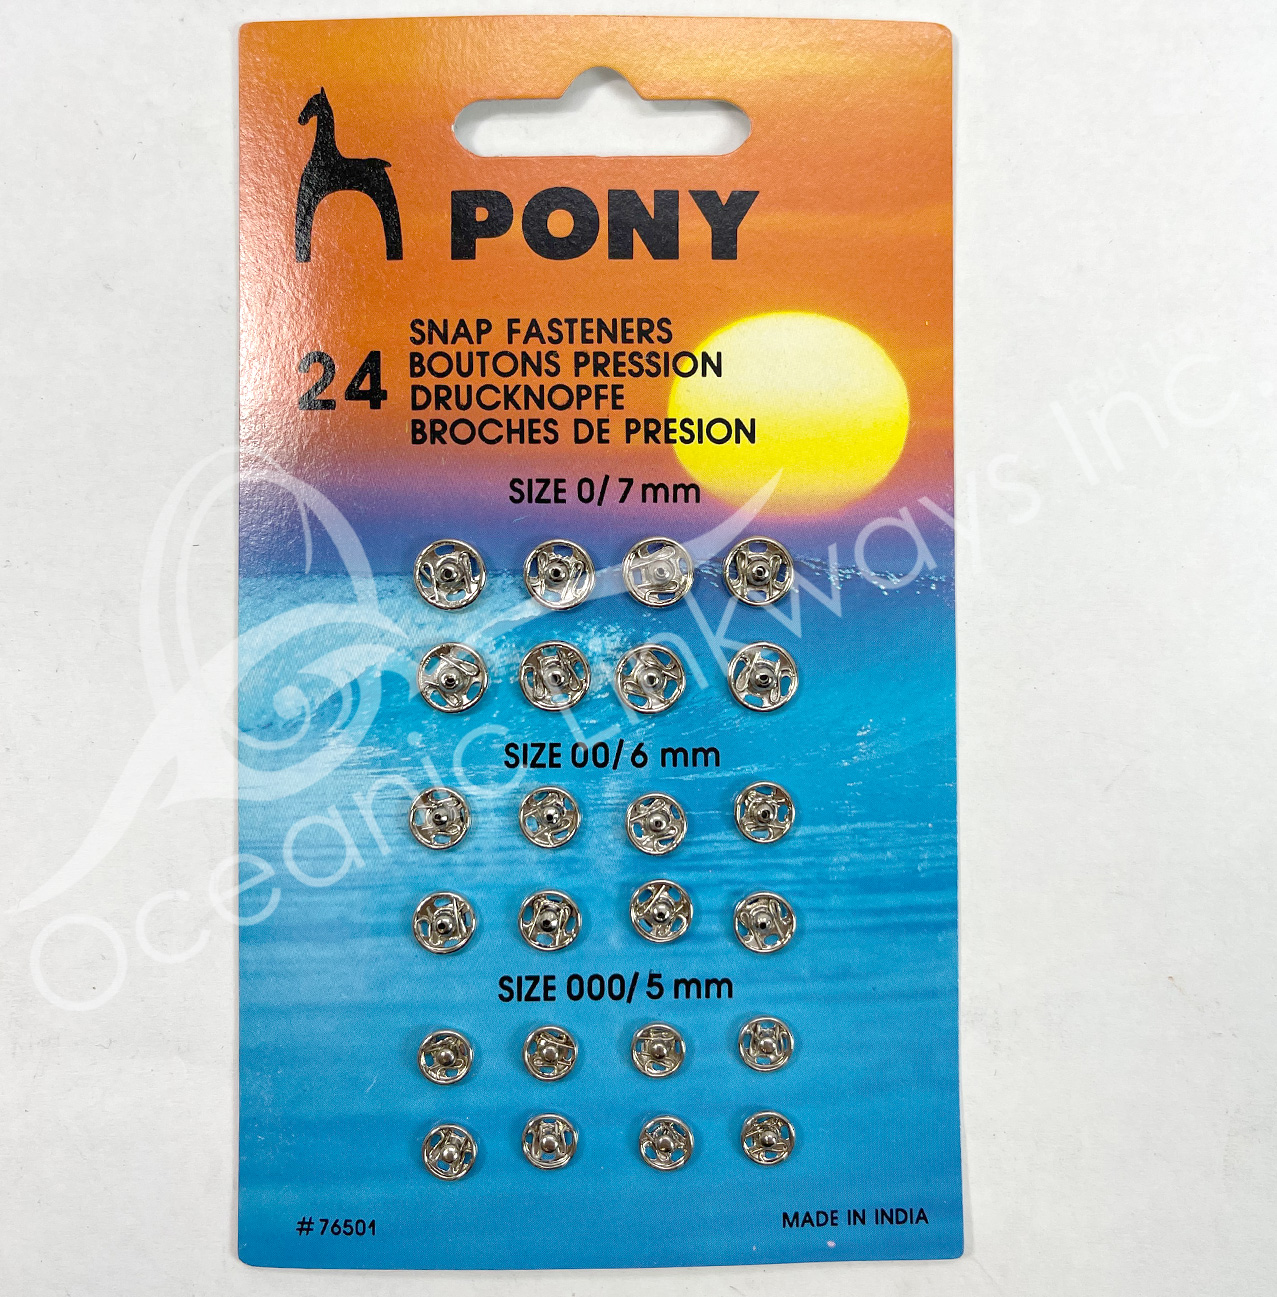 PONY
24
SNAP FASTENERS
BOUTONS PRESSION
DRUCKNOPFE
BROCHES DE PRESION
SIZE 0/ 7 mm
SIZE 00/ 6 mm
SIZE 000/ 5 mm
# 76501
MADE IN INDIA
Oceanic Linkways Inc.